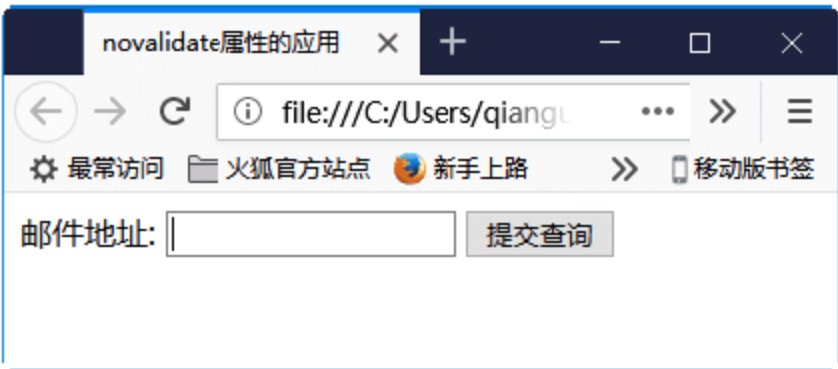 novalidate属性的应用
file:///C:/Users/qiangu
最常访问 火狐官方站点 新手上路 移动版书签
邮件地址: 提交查询